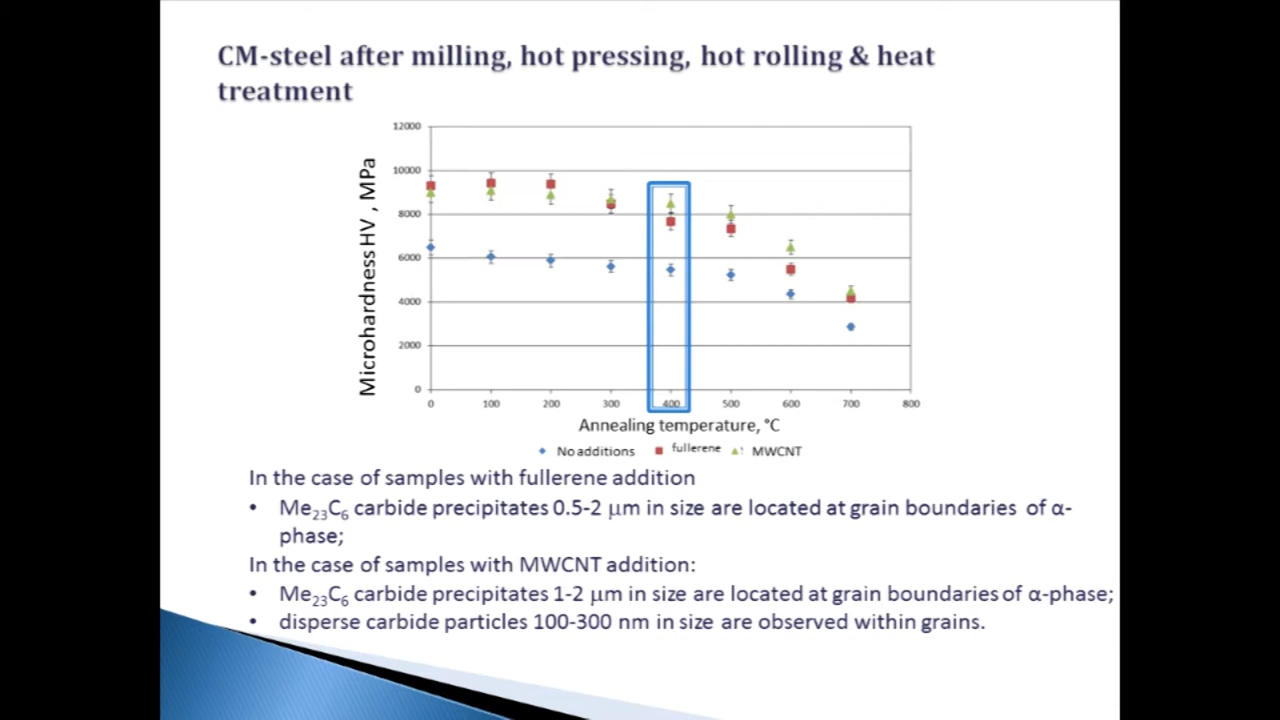 CM-steel after milling, hot pressing, hot rolling & heat
treatment
Microhardness HV , MPa
12000
10000
8000
6000
4000
2000
0
0 100 200 300 400 500 600 700 800
Annealing temperature, °C
No additions fullerene MWCNT
In the case of samples with fullerene addition
• Me₂₃C₆ carbide precipitates 0.5-2 μm in size are located at grain boundaries of α-
phase;
In the case of samples with MWCNT addition:
• Me₂₃C₆ carbide precipitates 1-2 μm in size are located at grain boundaries of α-phase;
• disperse carbide particles 100-300 nm in size are observed within grains.